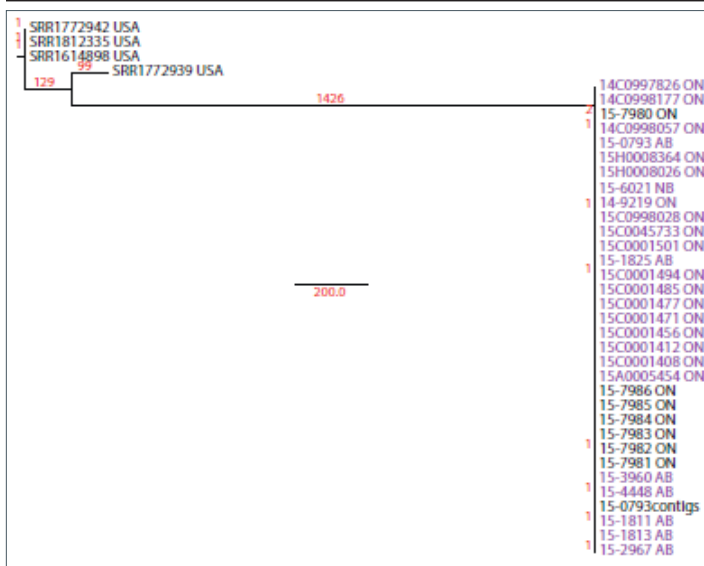 1
SRR1772942 USA
1
SRR1812335 USA
1
SRR1614898 USA
99
SRR1772939 USA
129
1426
14C0997826 ON
14C0998177 ON
2
15-7980 ON
1
14C0998057 ON
15-0793 AB
15H0008364 ON
15H0008026 ON
15-6021 NB
1
14-9219 ON
15C0998028 ON
15C0045733 ON
15C0001501 ON
15-1825 AB
1
15C0001494 ON
15C0001485 ON
200.0
15C0001477 ON
15C0001471 ON
15C0001456 ON
15C0001412 ON
15C0001408 ON
15A0005454 ON
15-7986 ON
15-7985 ON
15-7984 ON
15-7983 ON
1
15-7982 ON
15-7981 ON
15-3960 AB
1
15-4448 AB
15-0793contigs
1
15-1811 AB
15-1813 AB
1
15-2967 AB